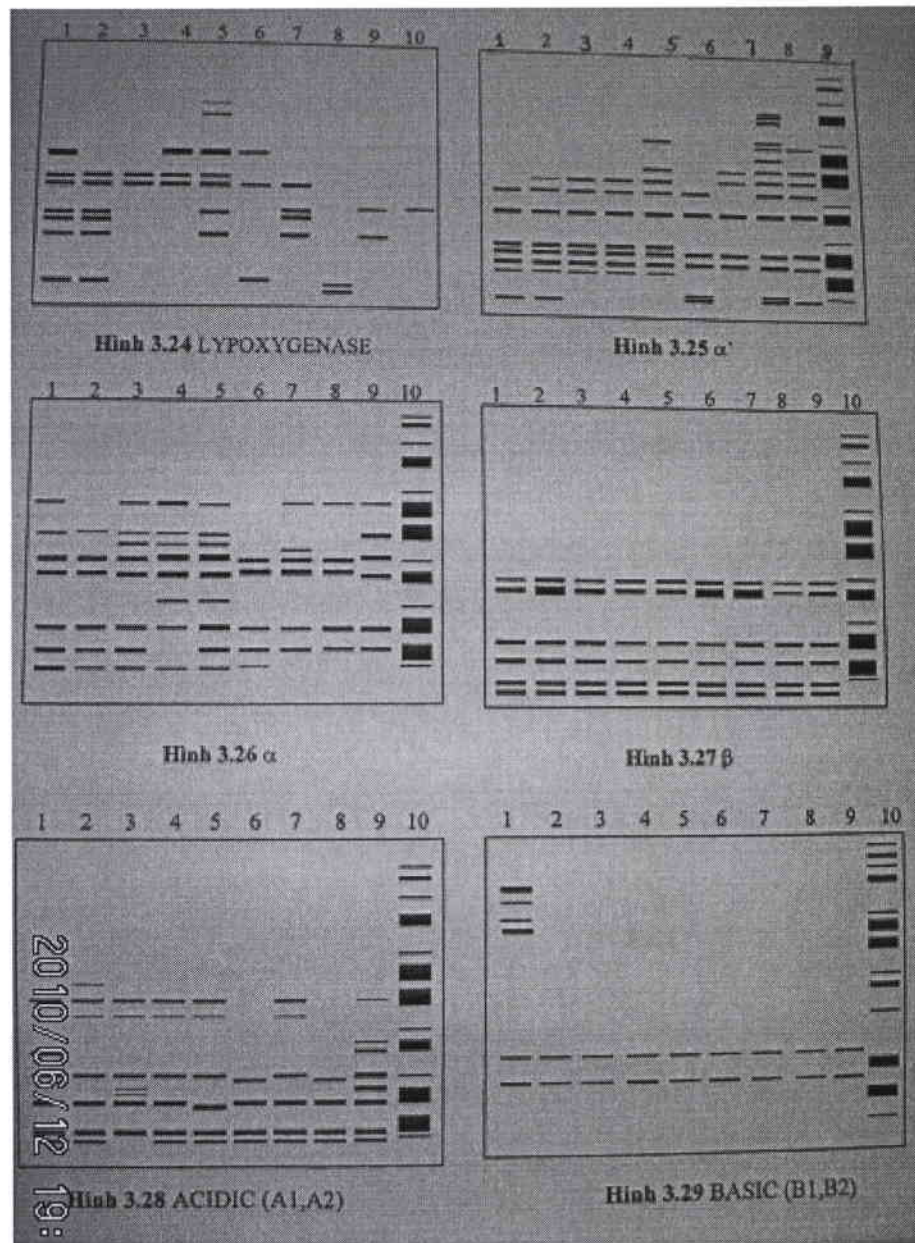 1 2 3 4 5 6 7 8 9 10
1 2 3 4 5 6 7 8 9
Hình 3.24 LYPOXYGENASE
Hình 3.25 α'
1 2 3 4 5 6 7 8 9 10
1 2 3 4 5 6 7 8 9 10
Hình 3.26 α
Hình 3.27 β
1 2 3 4 5 6 7 8 9 10
1 2 3 4 5 6 7 8 9 10
Hình 3.28 ACIDIC (A1,A2)
Hình 3.29 BASIC (B1,B2)
2010/06/12 19: